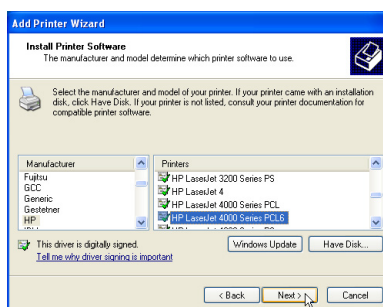 Add Printer Wizard
Install Printer Software
The manufacturer and model determine which printer software to use.
Select the manufacturer and model of your printer. If your printer came with an installation
disk, click Have Disk. If your printer is not listed, consult your printer documentation for
compatible printer software.
Manufacturer
Fujitsu
GCC
Generic
Gestetner
HP
Printers
HP LaserJet 3200 Series PS
HP LaserJet 4
HP LaserJet 4000 Series PCL
HP LaserJet 4000 Series PCL6
This driver is digitally signed.
Tell me why driver signing is important
Windows Update
Have Disk...
< Back
Next >
Cancel